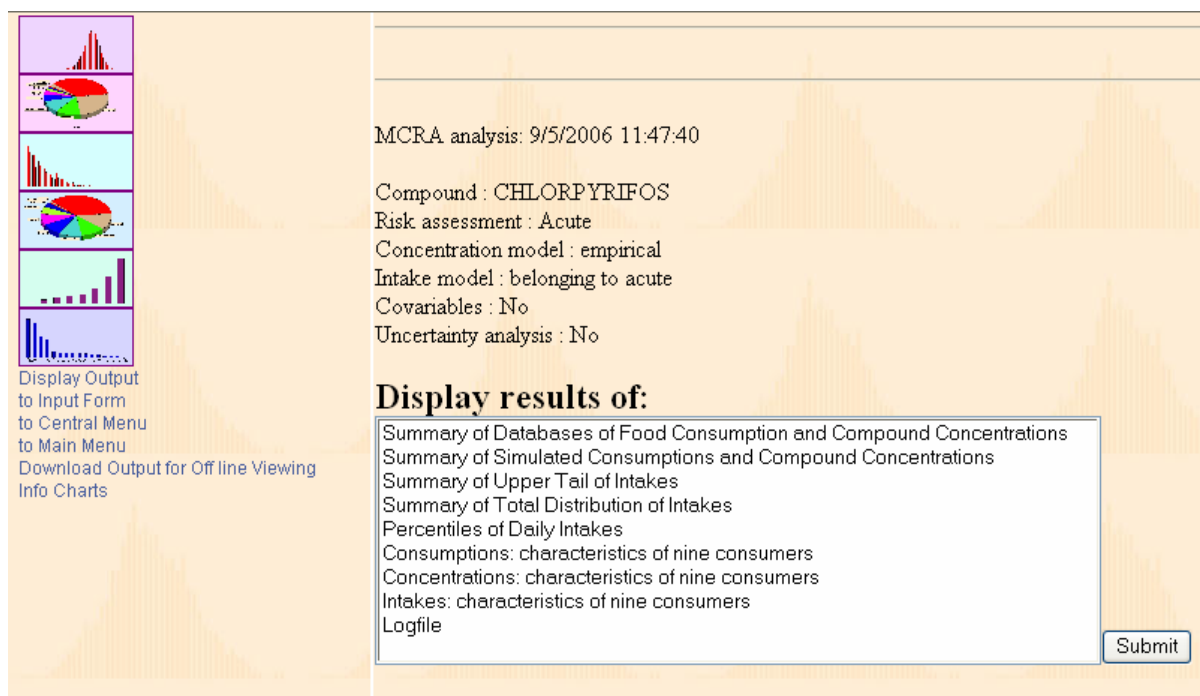 Display Output
to Input Form
to Central Menu
to Main Menu
Download Output for Off line Viewing
Info Charts
MCRA analysis: 9/5/2006 11:47:40
Compound : CHLORPYRIFOS
Risk assessment : Acute
Concentration model : empirical
Intake model : belonging to acute
Covariables : No
Uncertainty analysis : No
Display results of:
Summary of Databases of Food Consumption and Compound Concentrations
Summary of Simulated Consumptions and Compound Concentrations
Summary of Upper Tail of Intakes
Summary of Total Distribution of Intakes
Percentiles of Daily Intakes
Consumptions: characteristics of nine consumers
Concentrations: characteristics of nine consumers
Intakes: characteristics of nine consumers
Logfile
Submit